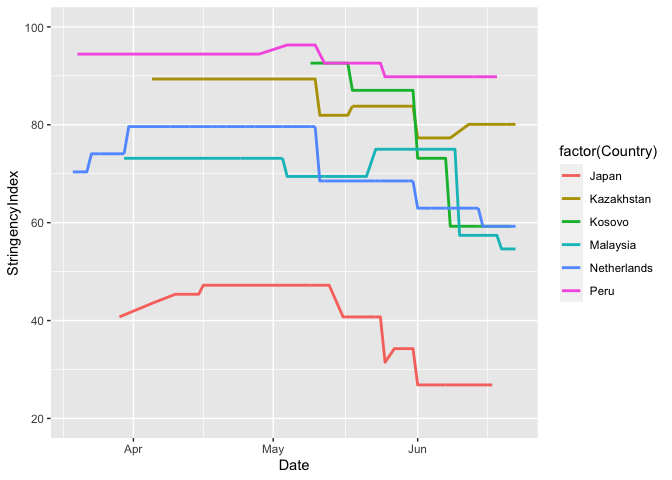 100
80
60
40
20
StringencyIndex
Apr
May
Jun
Date
factor(Country)
Japan
Kazakhstan
Kosovo
Malaysia
Netherlands
Peru